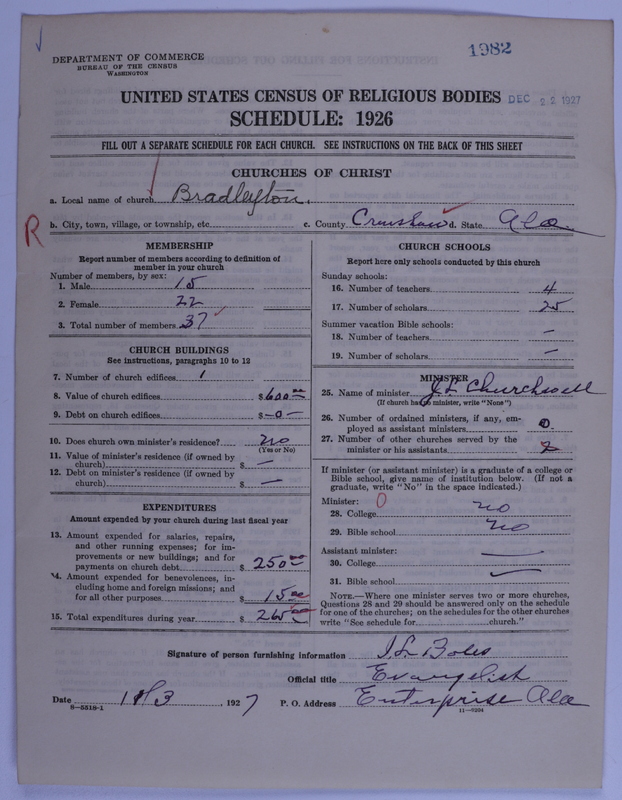 1982
DEPARTMENT OF COMMERCE
BUREAU OF THE CENSUS
WASHINGTON
UNITED STATES CENSUS OF RELIGIOUS BODIES
DEC 22 1927
SCHEDULE: 1926
FILL OUT A SEPARATE SCHEDULE FOR EACH CHURCH. SEE INSTRUCTIONS ON THE BACK OF THIS SHEET
CHURCHES OF CHRIST
a. Local name of church Bradleyton.
R
b. City, town, village, or township, etc. c. County Crenshaw d. State Ala
MEMBERSHIP
Report number of members according to definition of
member in your church
Number of members, by sex:
1. Male 15
2. Female 22
3. Total number of members 37
CHURCH BUILDINGS
See instructions, paragraphs 10 to 12
7. Number of church edifices 1
8. Value of church edifices $600.00
9. Debt on church edifices $-0-
10. Does church own minister's residence? no
(Yes or No)
11. Value of minister's residence (if owned by
church) $ —
12. Debt on minister's residence (if owned by
church) $ —
EXPENDITURES
Amount expended by your church during last fiscal year
13. Amount expended for salaries, repairs,
and other running expenses; for im-
provements or new buildings; and for
payments on church debt $250.00
14. Amount expended for benevolences, in-
cluding home and foreign missions; and
for all other purposes $15.00
15. Total expenditures during year $265.00
CHURCH SCHOOLS
Report here only schools conducted by this church
Sunday schools:
16. Number of teachers 4
17. Number of scholars 25
Summer vacation Bible schools:
18. Number of teachers —
19. Number of scholars —
MINISTER
25. Name of minister J L Churchwell
(If church has no minister, write "None")
26. Number of ordained ministers, if any, em-
ployed as assistant ministers 0
27. Number of other churches served by the
minister or his assistants
If minister (or assistant minister) is a graduate of a college or
Bible school, give name of institution below. (If not a
graduate, write "No" in the space indicated.)
Minister: 0
28. College no
29. Bible school no
Assistant minister:
30. College —
31. Bible school
NOTE.—Where one minister serves two or more churches,
Questions 28 and 29 should be answered only on the schedule
for one of the churches; on the schedules for the other churches
write "See schedule for church."
Signature of person furnishing information
Official title Evangelist
Date 1927 P. O. Address Enterprise Ala
8-5518-1 11-9204